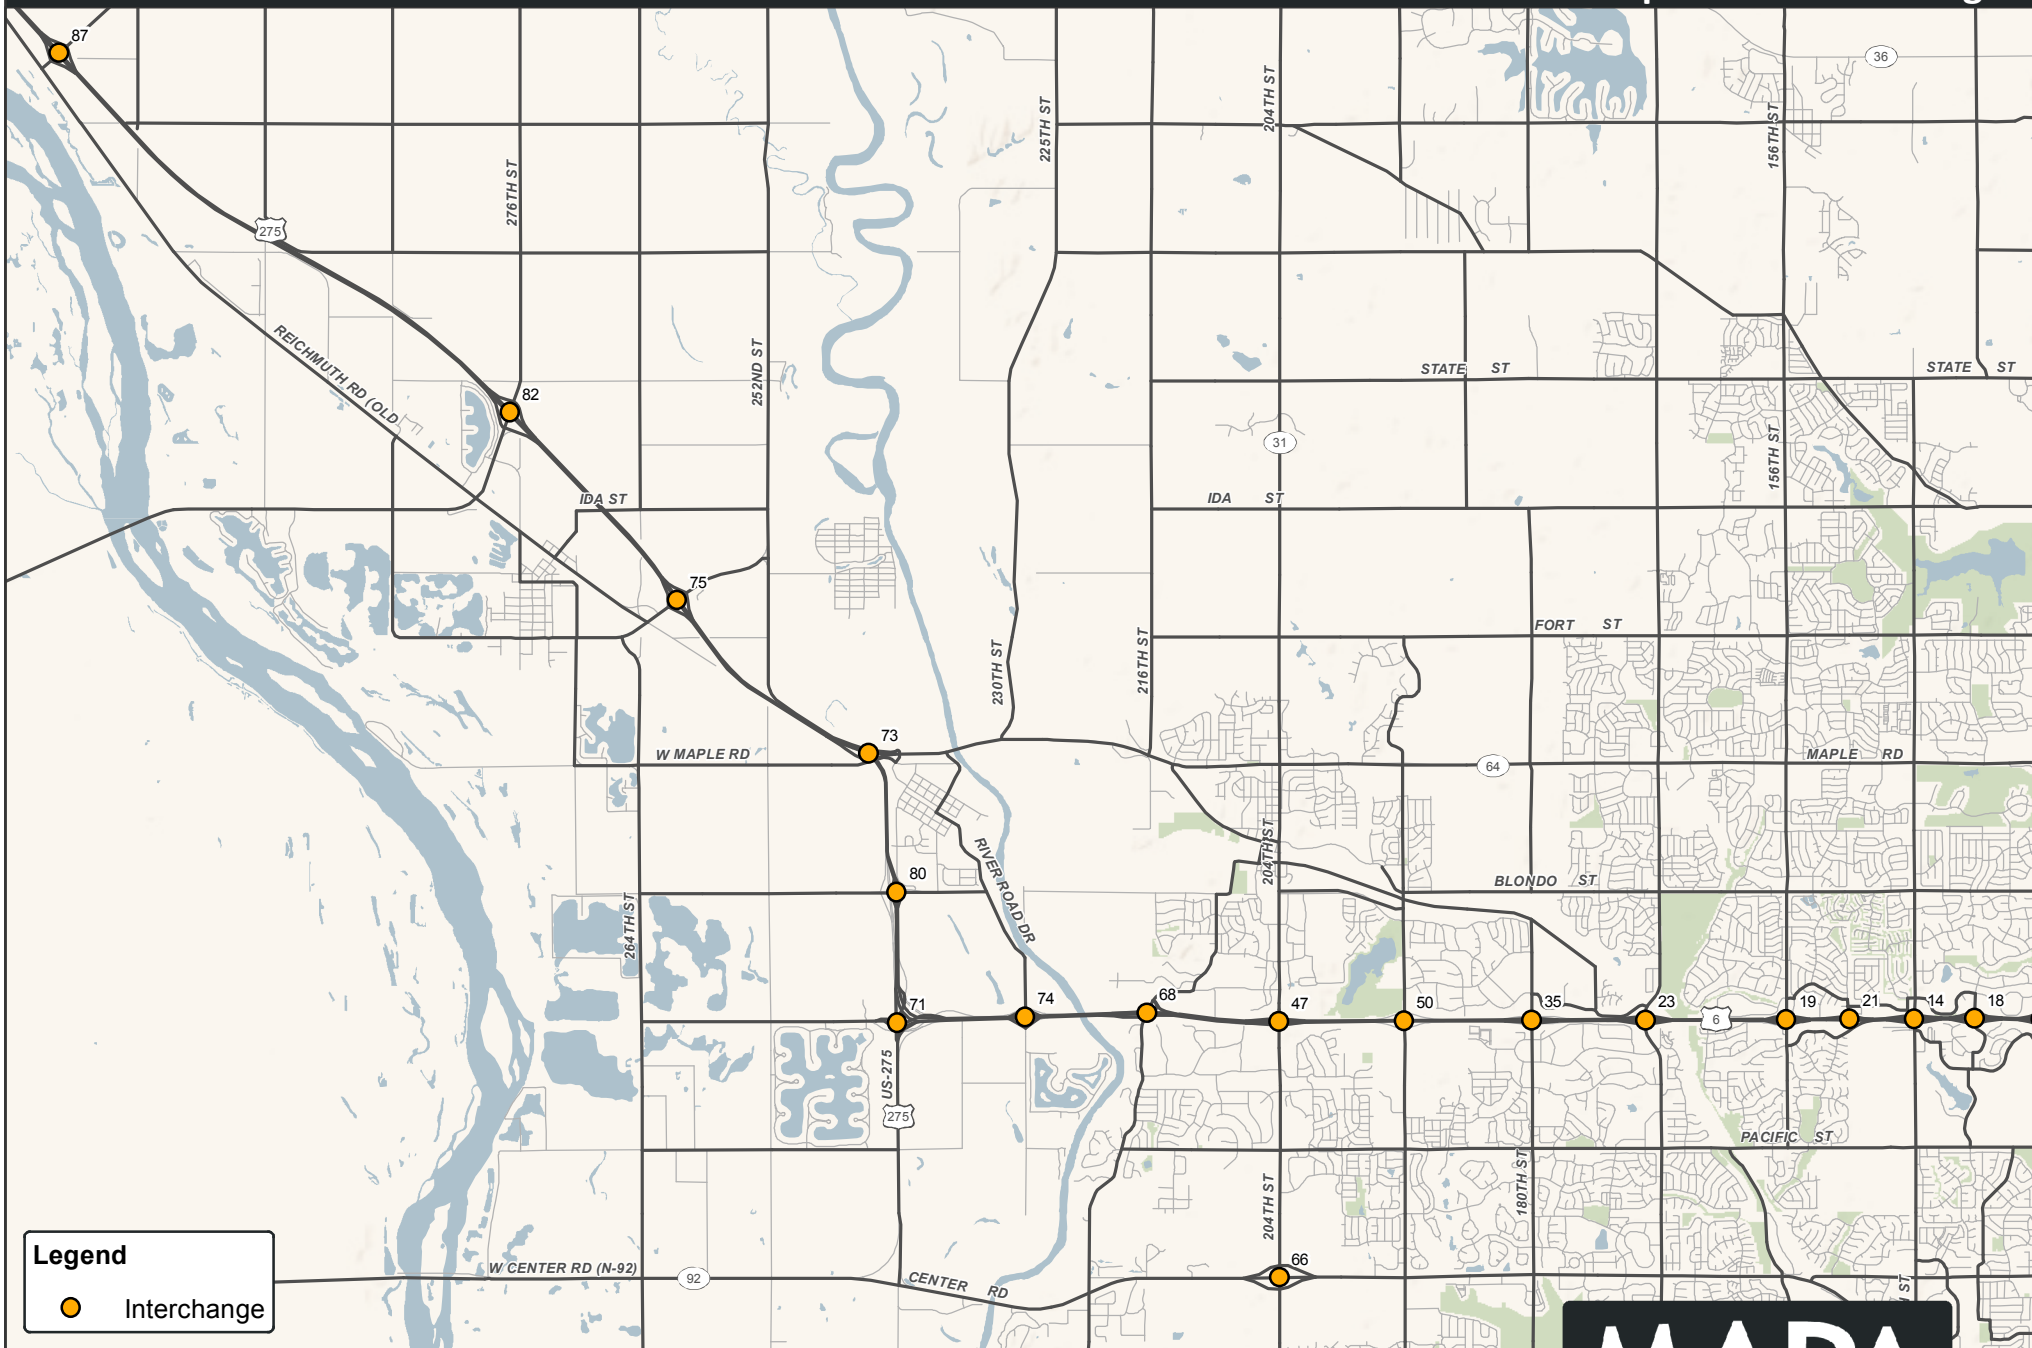 87
36
204TH ST
225TH ST
156TH ST
276TH ST
275
REICHMUTH RD (OLD
252ND ST
STATE ST
STATE ST
82
31
156TH ST
IDA ST
IDA ST
75
FORT ST
230TH ST
216TH ST
73
W MAPLE RD
64
MAPLE RD
204TH ST
RIVER ROAD DR
80
BLONDO ST
264TH ST
71
74
68
47
50
35
23
6
19
21
14
18
US-275
275
PACIFIC ST
180TH ST
204TH ST
66
W CENTER RD (N-92)
92
CENTER RD
Legend
Interchange
MAPA